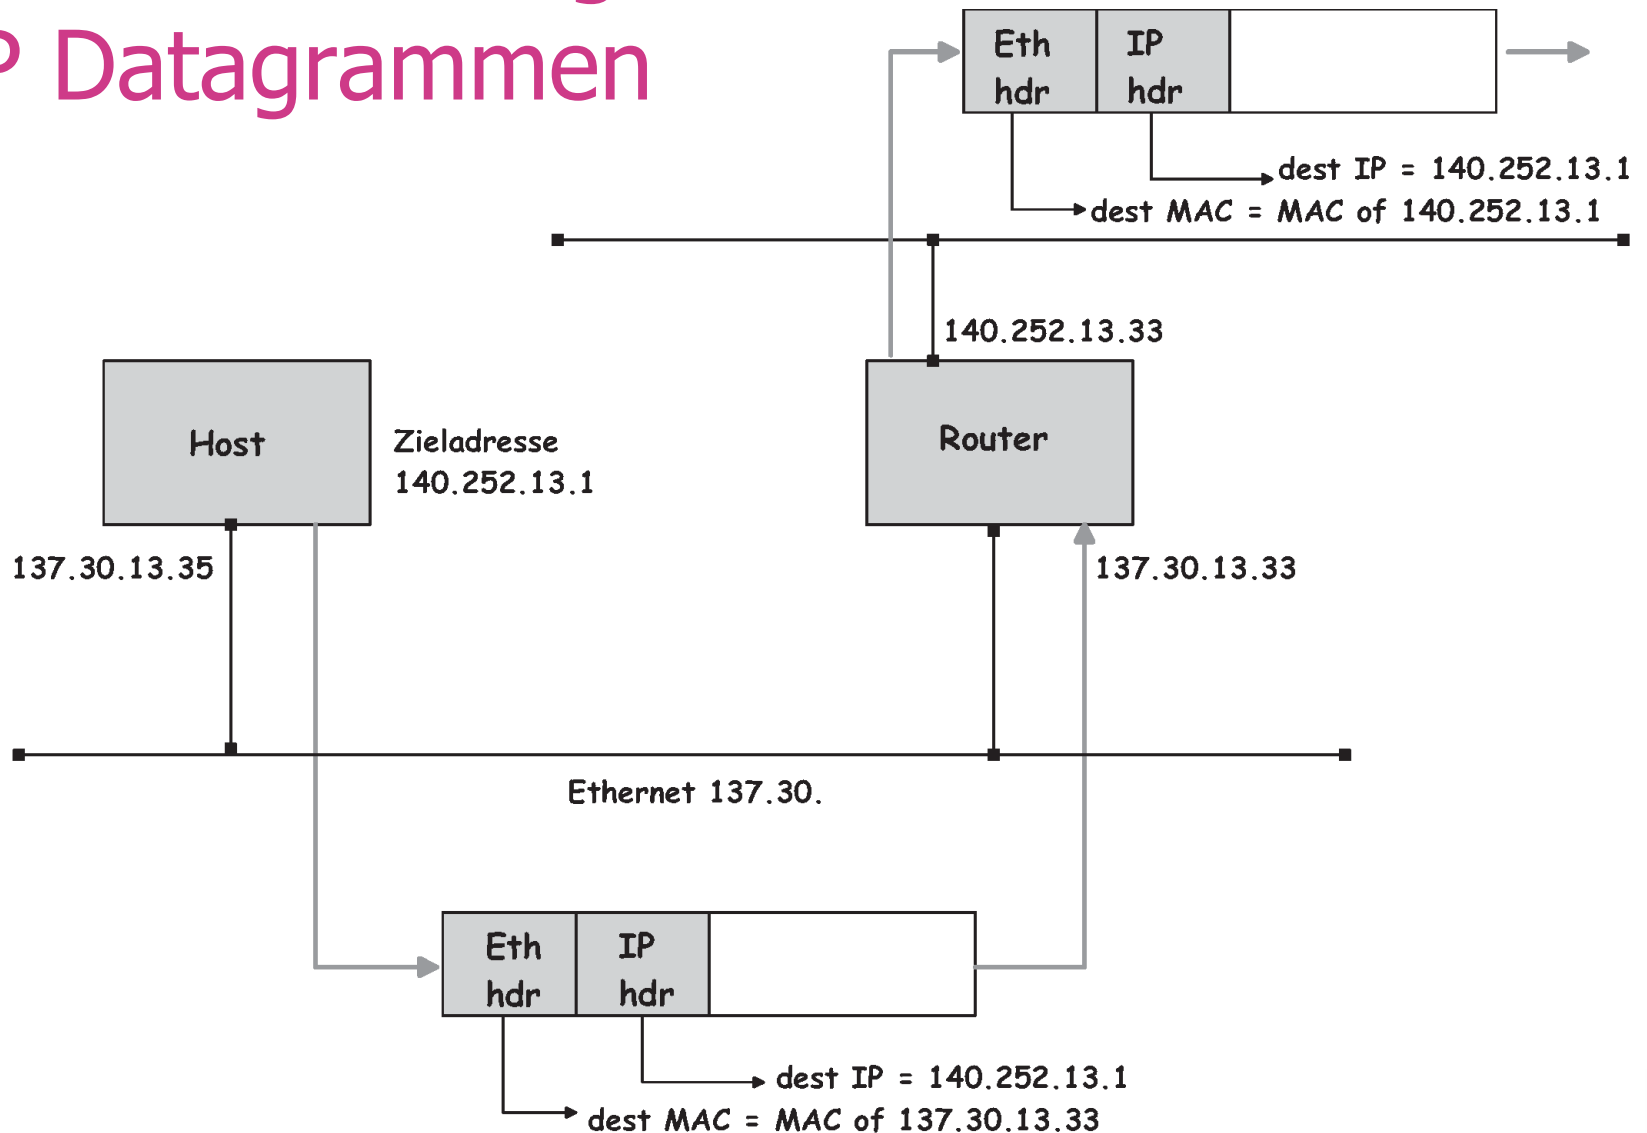 P Datagrammen
Eth IP
hdr hdr
dest IP = 140.252.13.1
dest MAC = MAC of 140.252.13.1
140.252.13.33
Host
Zieladresse
140.252.13.1
Router
137.30.13.35
137.30.13.33
Ethernet 137.30.
Eth IP
hdr hdr
dest IP = 140.252.13.1
dest MAC = MAC of 137.30.13.33